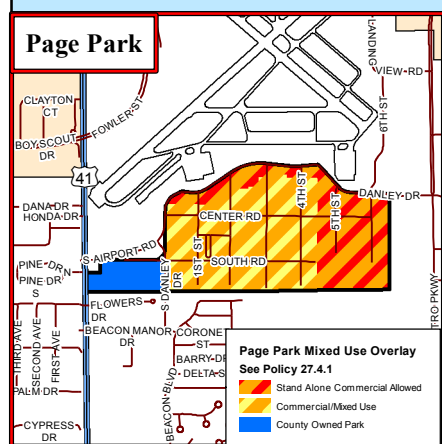 Page Park
LANDING
VIEW RD
6TH ST
CLAYTON
CT
FOWLER ST
BOY SCOUT
DR
41
4TH ST
5TH ST
DANLEY DR
DANA DR
HONDA DR
CENTER RD
S AIRPORT RD
1ST ST
SOUTH RD
PINE DR N
PINE DR
S
S DANLEY
DR
FLOWERS
DR
TRO PKWY
THIRD AVE
SECOND AVE
FIRST AVE
BEACON MANOR
DR
CORONET
ST
BARRY DR
DELTA S
BEACON BLVD
PALM DR
CYPRESS
DR
Page Park Mixed Use Overlay
See Policy 27.4.1
Stand Alone Commercial Allowed
Commercial/Mixed Use
County Owned Park